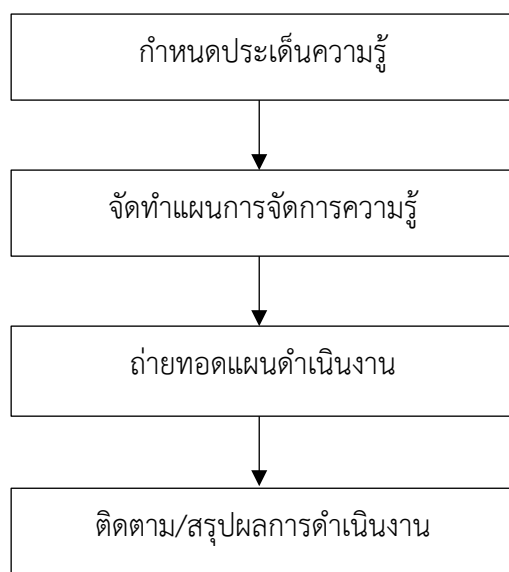 กำหนดประเด็นความรู้
จัดทำแผนการจัดการความรู้
ถ่ายทอดแผนดำเนินงาน
ติดตาม/สรุปผลการดำเนินงาน